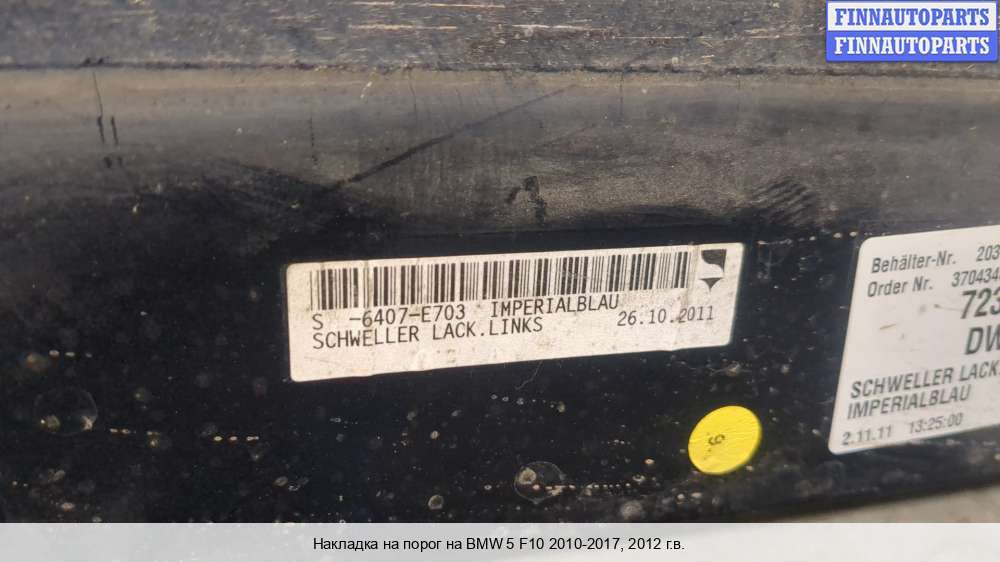 FINNAUTOPARTS
FINNAUTOPARTS
S -6407-E703 IMPERIALBLAU
SCHWELLER LACK.LINKS 26.10.2011
Behälter-Nr. 203
Order Nr. 370434
723
DW
SCHWELLER LACK.
IMPERIALBLAU
2.11.11 13:25:00
Накладка на порог на BMW 5 F10 2010-2017, 2012 г.в.